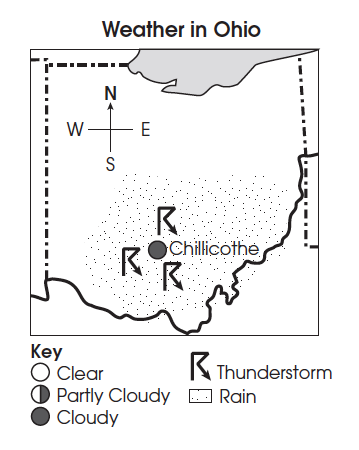 Weather in Ohio
N
W E
S
Chillicothe
Key
Clear
Partly Cloudy
Cloudy
Thunderstorm
Rain